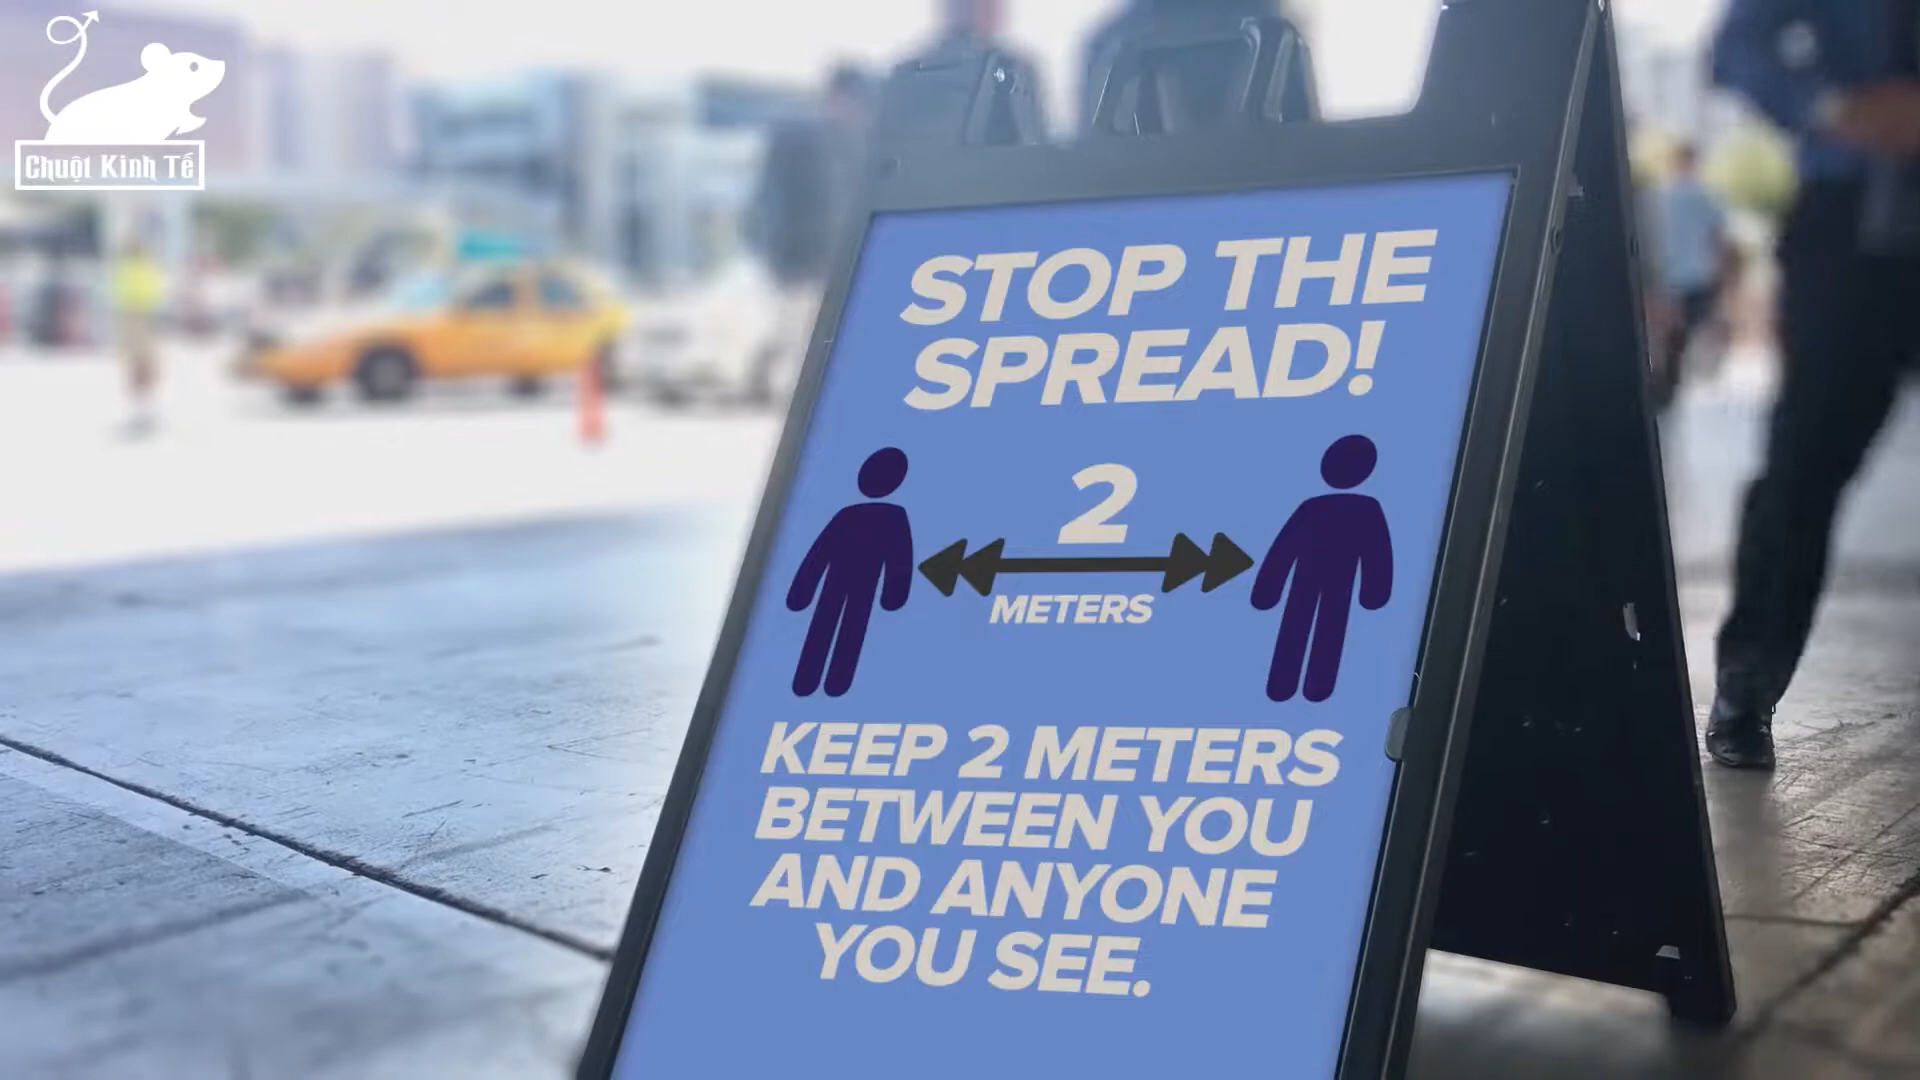 Chuột Kinh Tế
STOP THE
SPREAD!
2
METERS
KEEP 2 METERS
BETWEEN YOU
AND ANYONE
YOU SEE.